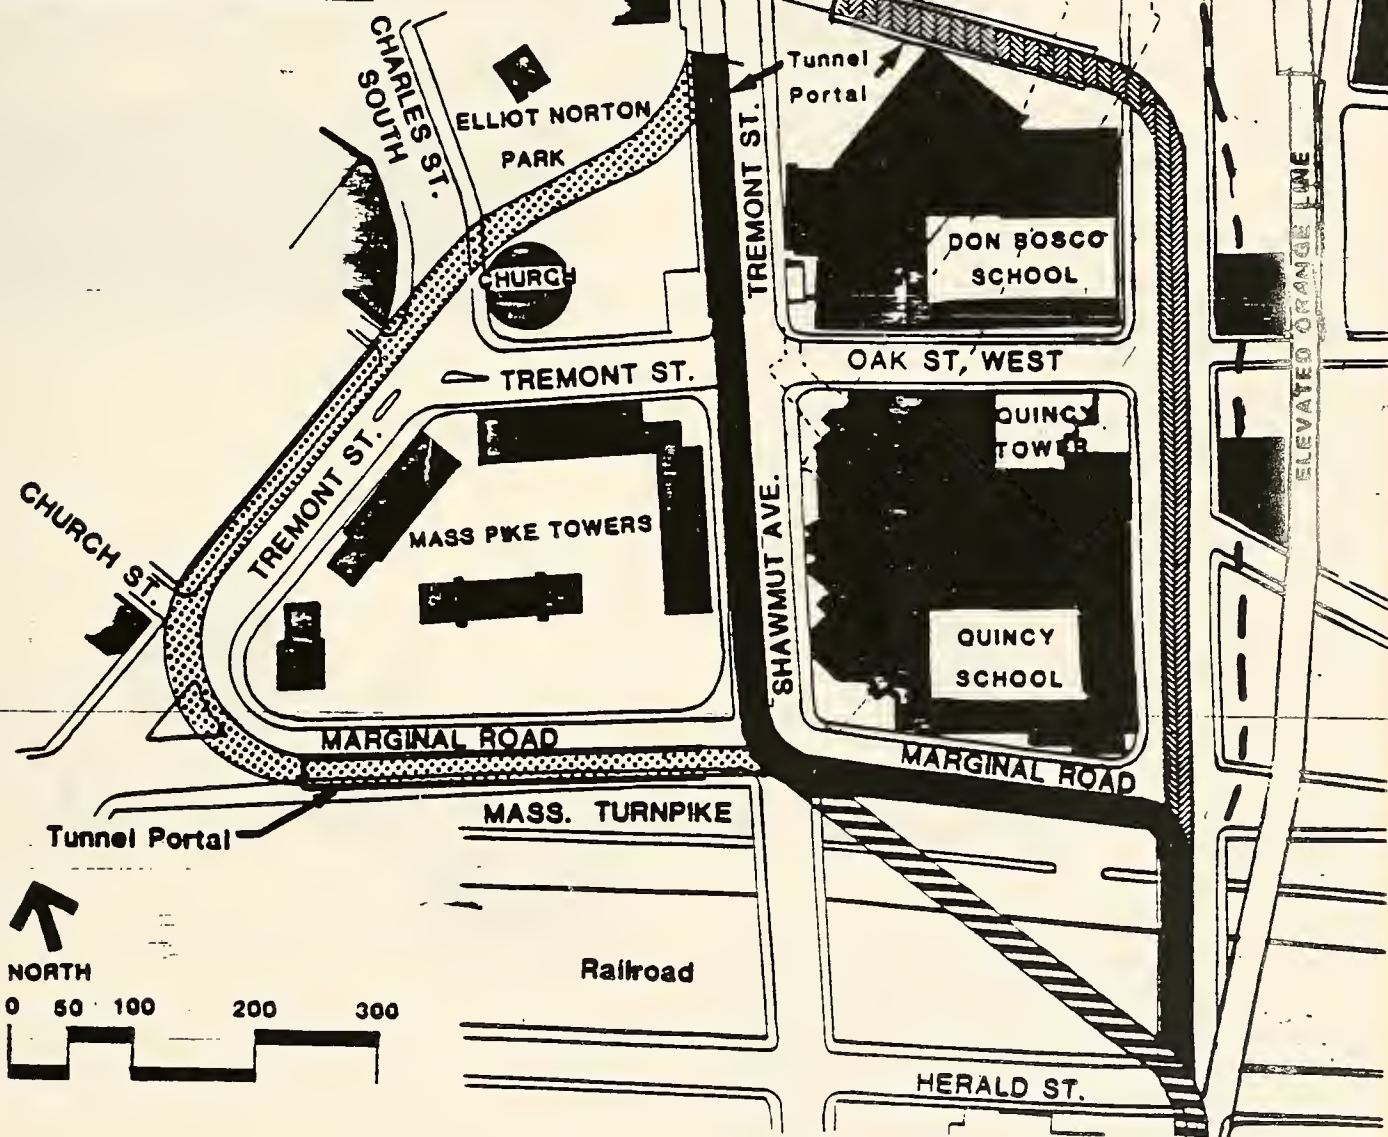 CHARLES ST.
SOUTH
ELLIOT NORTON
PARK
Tunnel
Portal
TREMONT ST.
DON BOSCO
SCHOOL
CHURCH
ELEVATED ORANGE LINE
TREMONT ST.
OAK ST, WEST
QUINCY
TOWER
TREMONT ST.
CHURCH ST.
MASS PIKE TOWERS
SHAWMUT AVE.
QUINCY
SCHOOL
MARGINAL ROAD
MARGINAL ROAD
MASS. TURNPIKE
Tunnel Portal
NORTH
Railroad
0 50 100 200 300
HERALD ST.